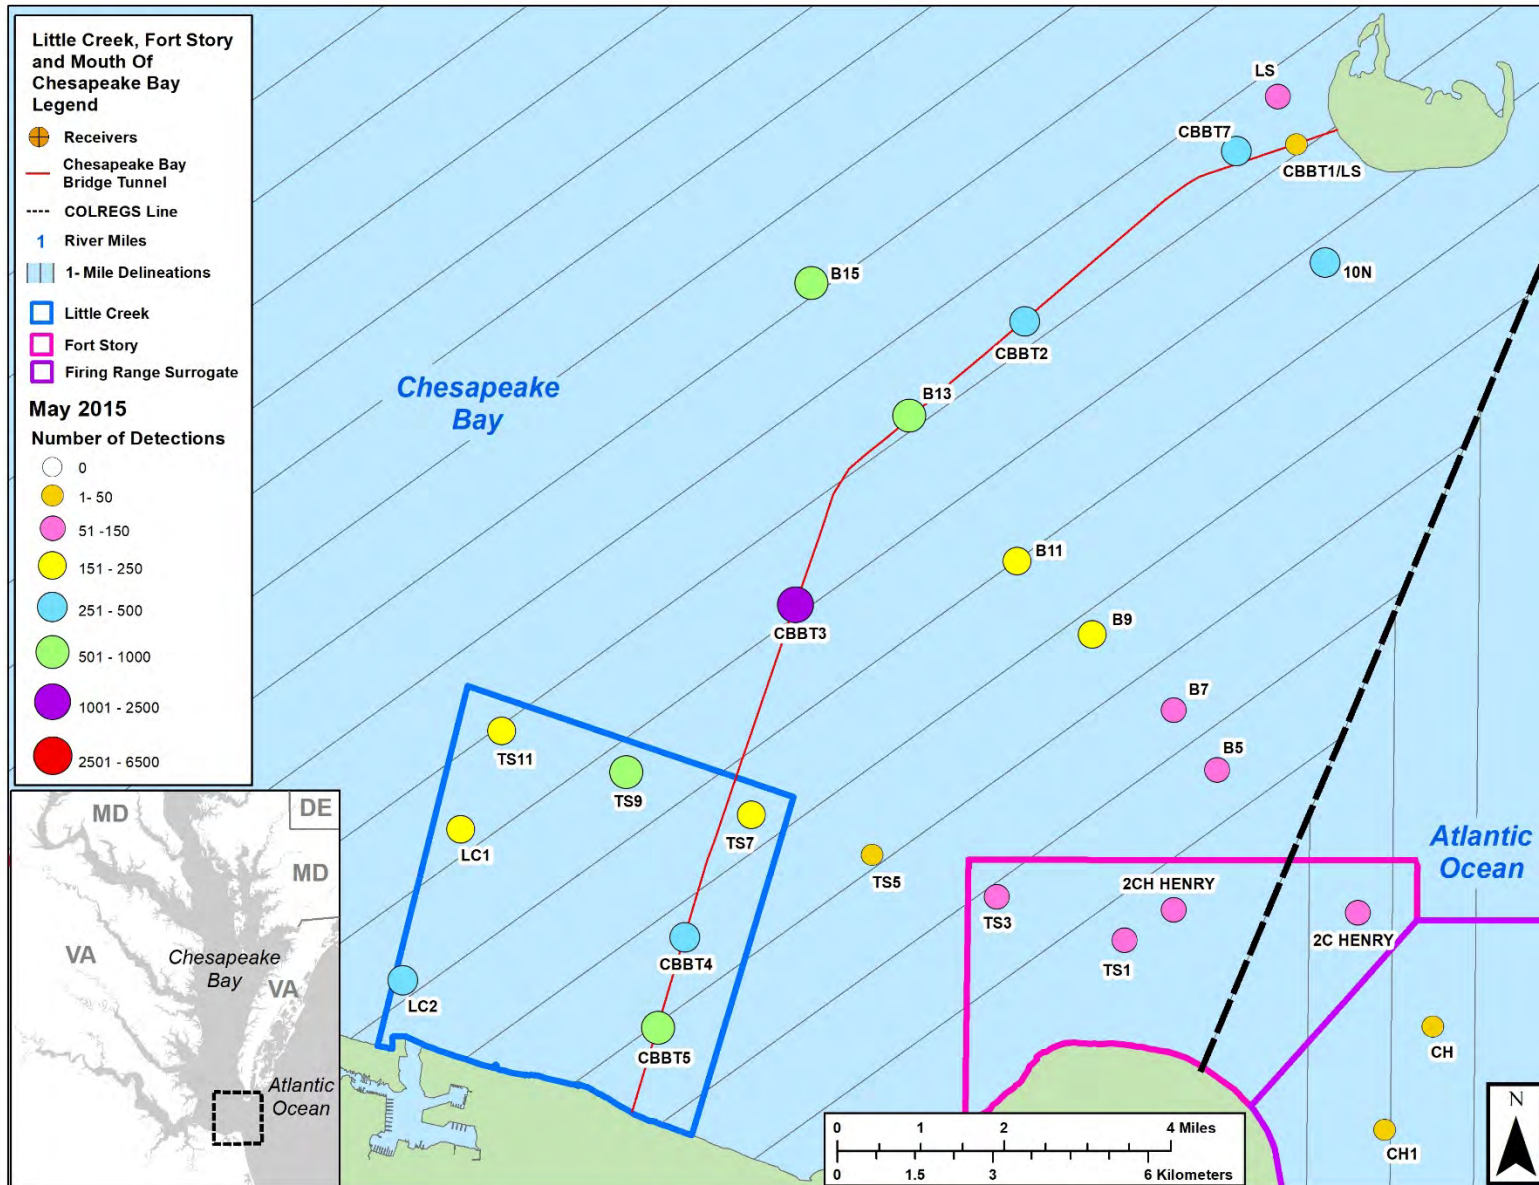 Little Creek, Fort Story
and Mouth Of
Chesapeake Bay
Legend
Receivers
Chesapeake Bay
Bridge Tunnel
COLREGS Line
1 River Miles
1- Mile Delineations
Little Creek
Fort Story
Firing Range Surrogate
May 2015
Number of Detections
0
1- 50
51 -150
151 - 250
251 - 500
501 - 1000
1001 - 2500
2501 - 6500
LS
CBBT7
CBBT1/LS
10N
B15
CBBT2
Chesapeake
Bay
B13
B11
CBBT3
B9
B7
B5
TS11
TS9
TS7
LC1
TS5
Atlantic
Ocean
2CH HENRY
TS3
TS1
2C HENRY
CBBT4
LC2
CBBT5
CH
CH1
MD
DE
MD
VA
Chesapeake
Bay
VA
Atlantic
Ocean
0 1 2 4 Miles
0 1.5 3 6 Kilometers
N